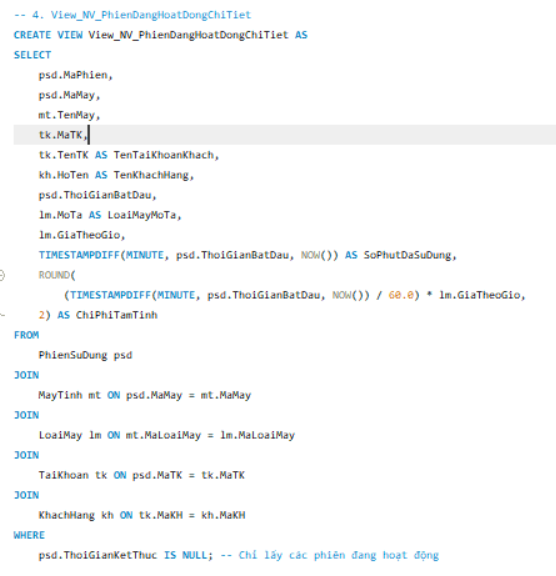 -- 4. View_NV_PhienDangHoatDongChiTiet
CREATE VIEW View_NV_PhienDangHoatDongChiTiet AS
SELECT
psd.MaPhien,
psd.MaMay,
mt.TenMay,
tk.MaTK,
tk.TenTK AS TenTaiKhoanKhach,
kh.HoTen AS TenKhachHang,
psd.ThoiGianBatDau,
lm.MoTa AS LoaiMayMoTa,
lm.GiaTheoGio,
TIMESTAMPDIFF(MINUTE, psd.ThoiGianBatDau, NOW()) AS SoPhutDaSuDung,
ROUND(
(TIMESTAMPDIFF(MINUTE, psd.ThoiGianBatDau, NOW()) / 60.0) * lm.GiaTheoGio,
2) AS ChiPhiTamTinh
FROM
PhienSuDung psd
JOIN
MayTinh mt ON psd.MaMay = mt.MaMay
JOIN
LoaiMay lm ON mt.MaLoaiMay = lm.MaLoaiMay
JOIN
TaiKhoan tk ON psd.MaTK = tk.MaTK
JOIN
KhachHang kh ON tk.MaKH = kh.MaKH
WHERE
psd.ThoiGianKetThuc IS NULL; -- Chỉ lấy các phiên đang hoạt động